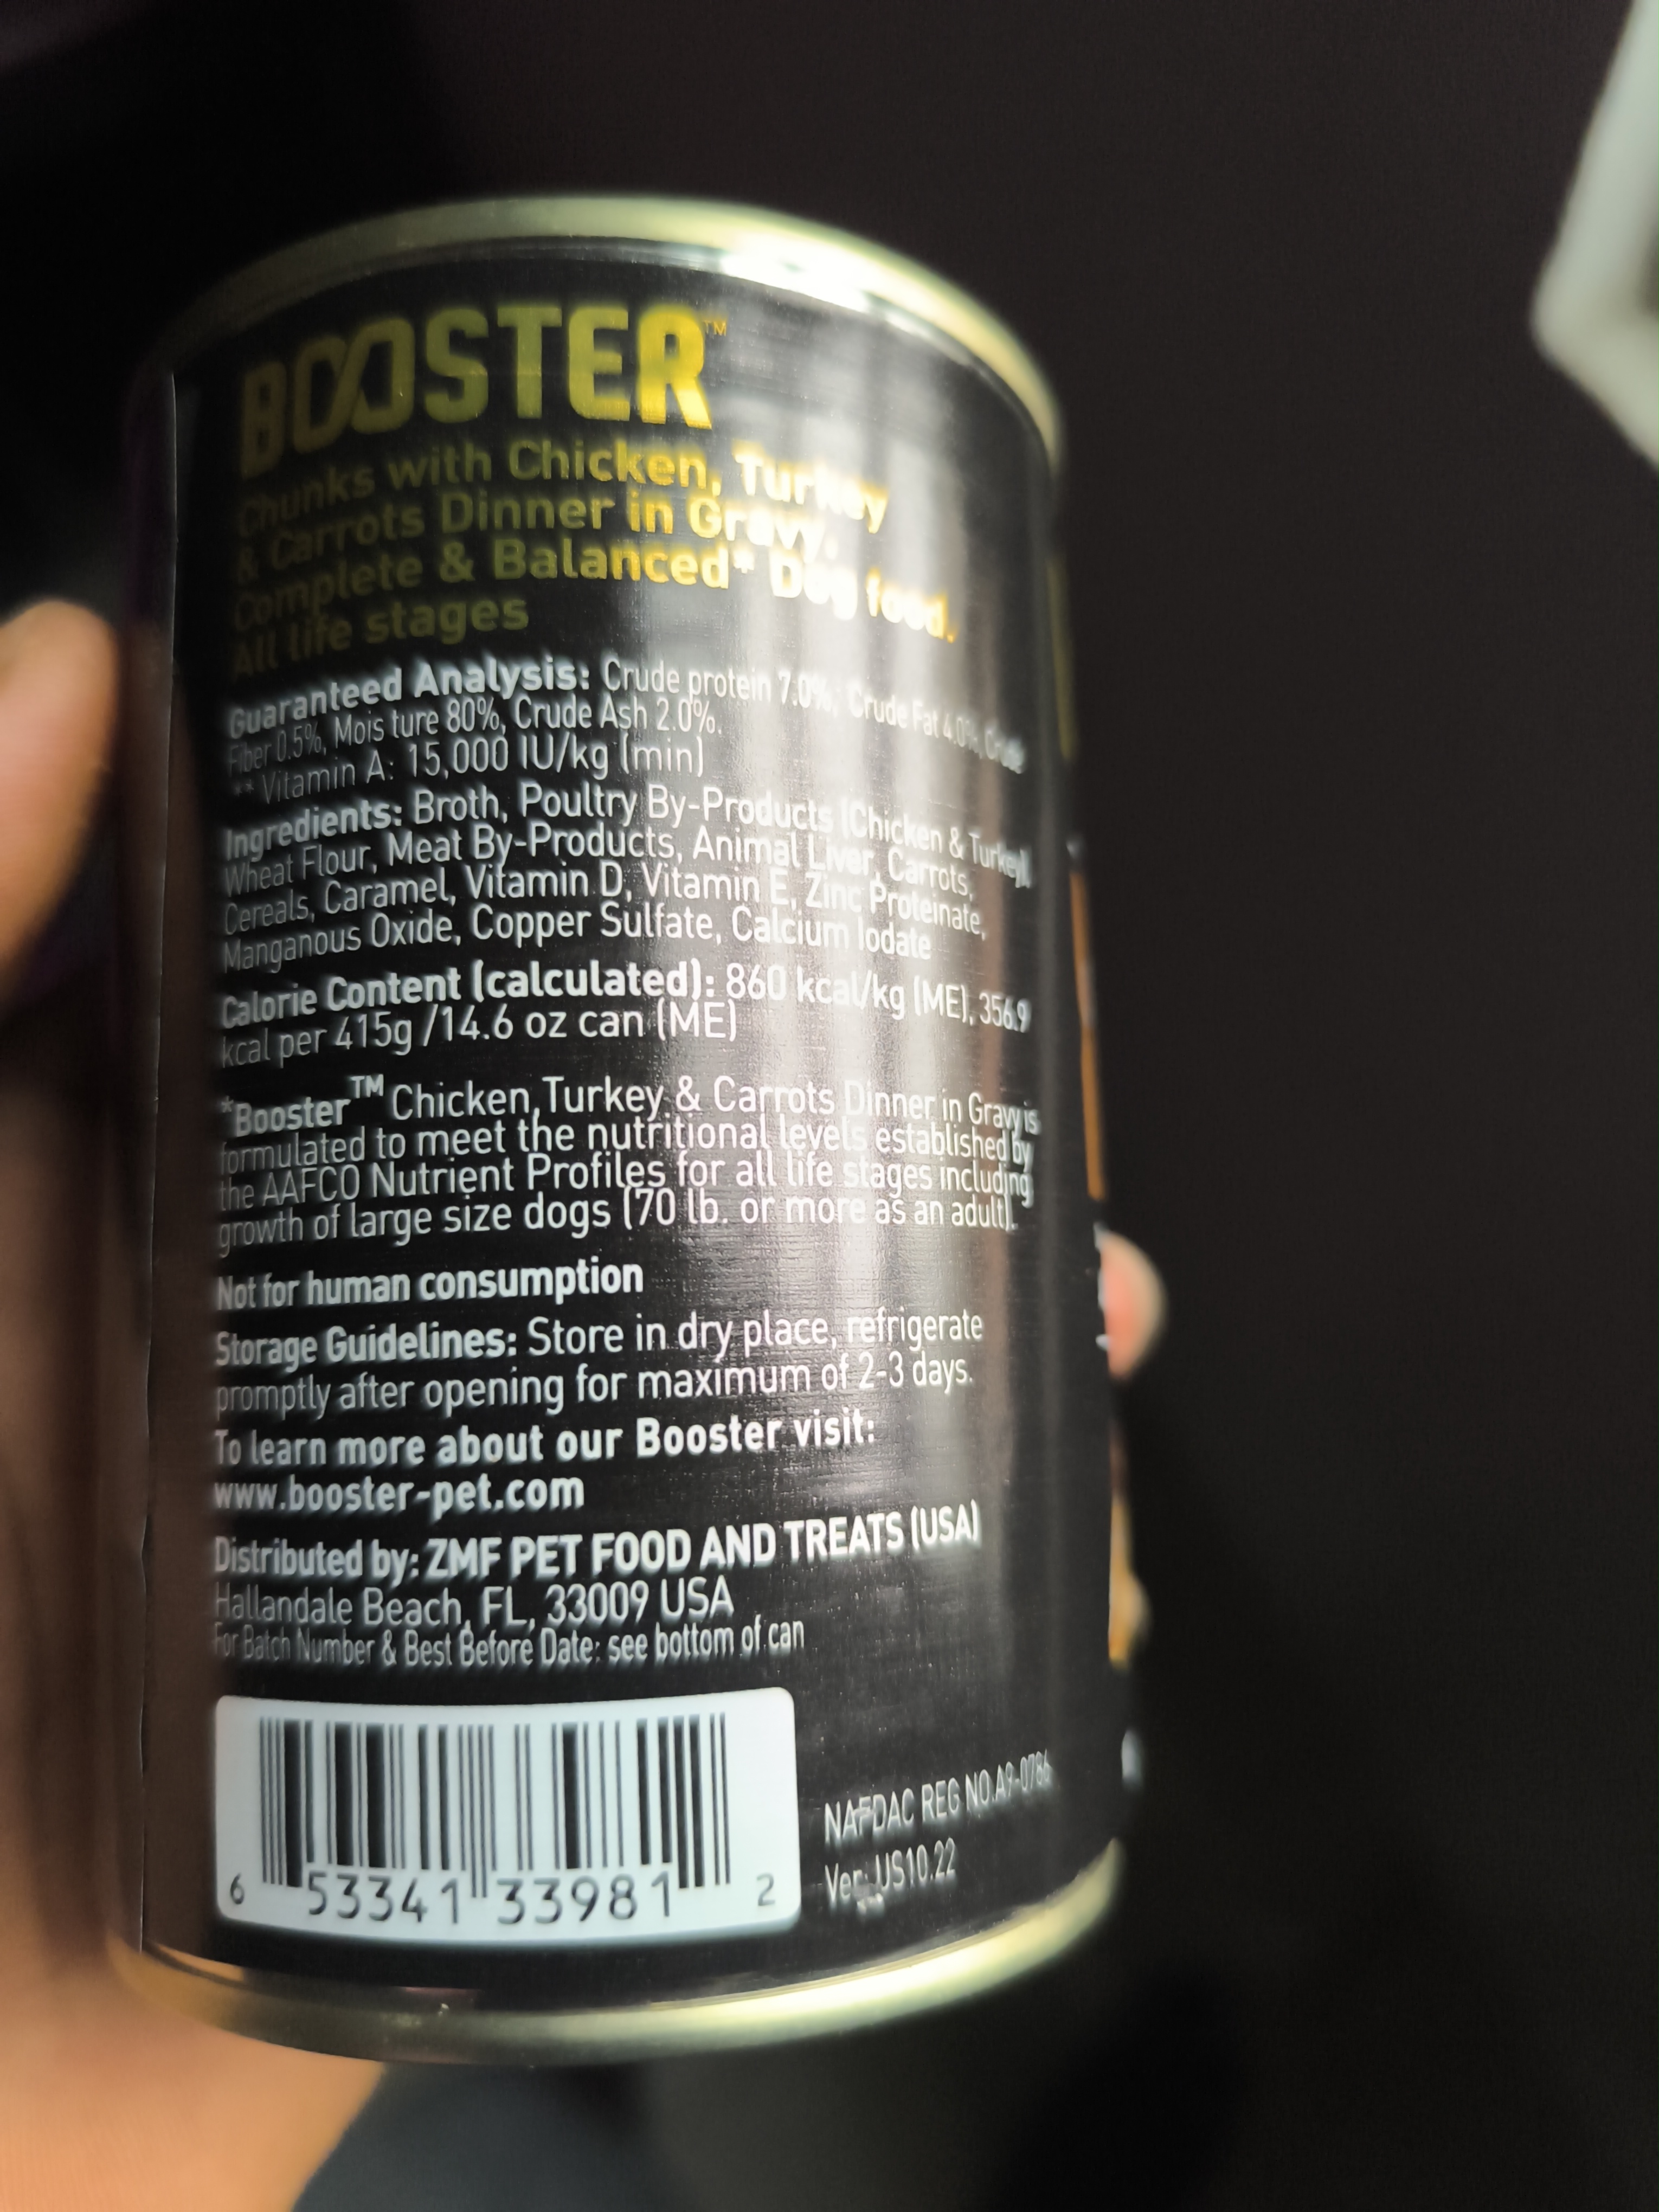 BOOSTER™
Chunks with Chicken, Turkey
& Carrots Dinner in Gravy.
Complete & Balanced* Dog food.
All life stages
Guaranteed Analysis: Crude protein 7.0%, Crude Fat 4.0%, Crude
Fiber 0.5%, Mois ture 80%, Crude Ash 2.0%.
** Vitamin A: 15,000 IU/kg (min)
Ingredients: Broth, Poultry By-Products (Chicken & Turkey),
Wheat Flour, Meat By-Products, Animal Liver, Carrots,
Cereals, Caramel, Vitamin D, Vitamin E, Zinc Proteinate,
Manganous Oxide, Copper Sulfate, Calcium Iodate
Calorie Content (calculated): 860 kcal/kg (ME), 356.9
kcal per 415g /14.6 oz can (ME)
*Booster™ Chicken,Turkey & Carrots Dinner in Gravy is
formulated to meet the nutritional levels established by
the AAFCO Nutrient Profiles for all life stages including
growth of large size dogs (70 lb. or more as an adult).
Not for human consumption
Storage Guidelines: Store in dry place, refrigerate
promptly after opening for maximum of 2-3 days.
To learn more about our Booster visit:
www.booster-pet.com
Distributed by: ZMF PET FOOD AND TREATS (USA)
Hallandale Beach, FL, 33009 USA
For Batch Number & Best Before Date: see bottom of can
6 53341 33981 2
NAFDAC REG NO.A9-0786
Ver: US10.22